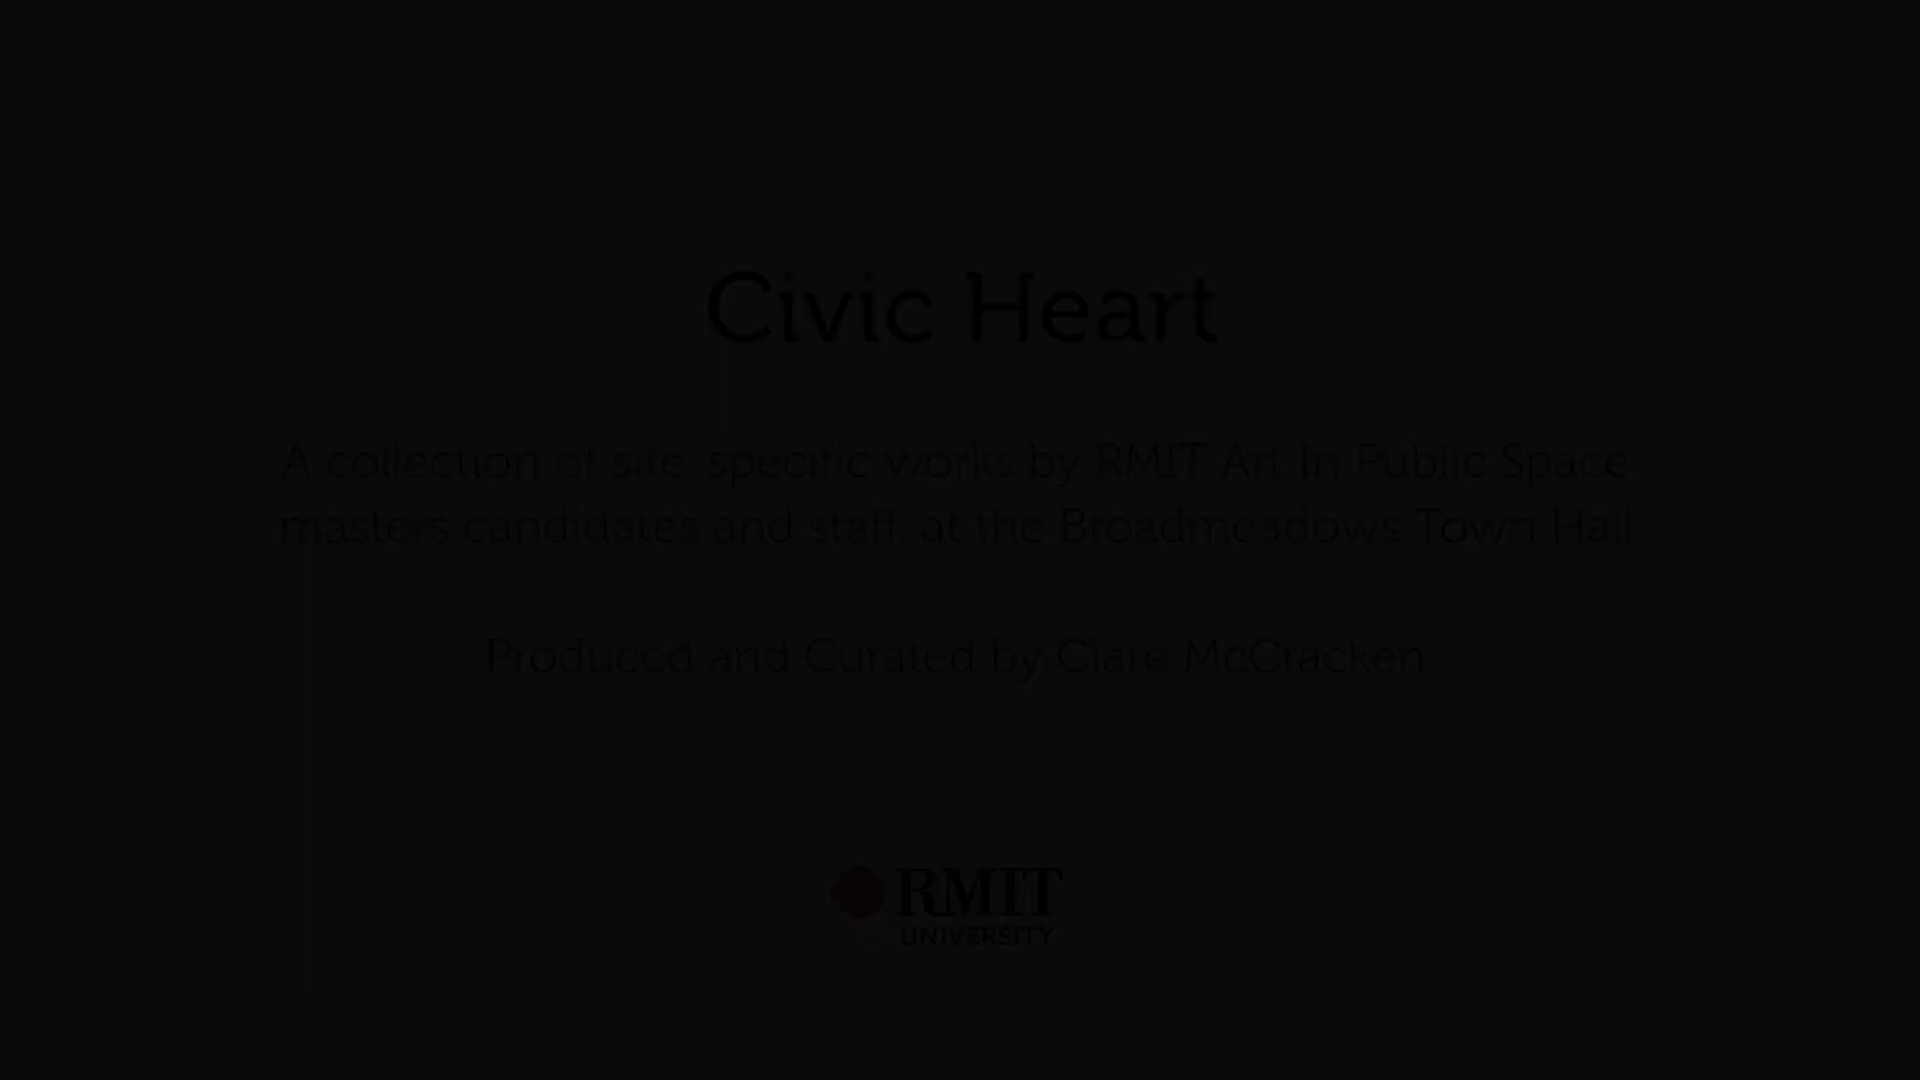 Civic Heart
A collection of site-specific works by RMIT Art In Public Space
masters candidates and staff, at the Broadmeadows Town Hall
Produced and Curated by Clare McCracken
RMIT
UNIVERSITY